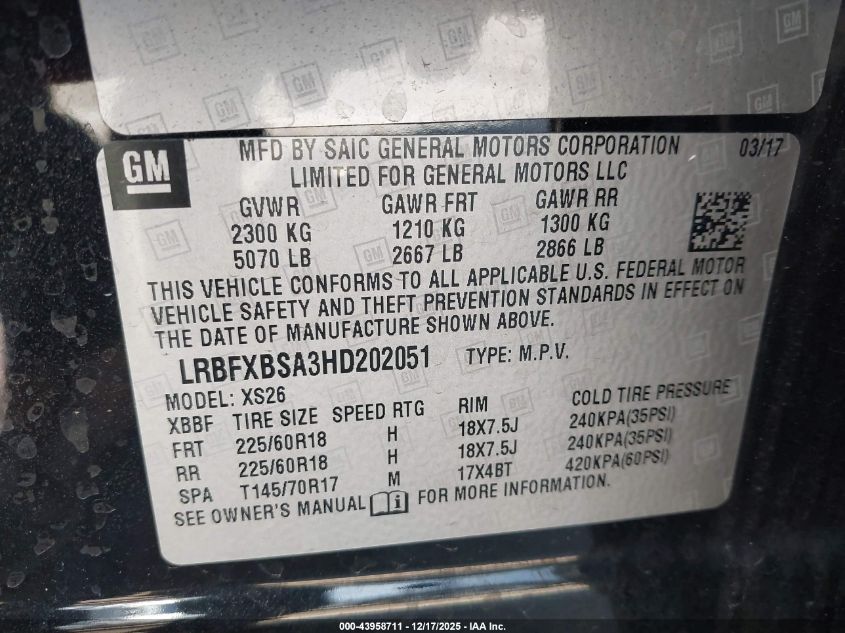 GM
MFD BY SAIC GENERAL MOTORS CORPORATION 03/17
LIMITED FOR GENERAL MOTORS LLC
GVWR GAWR FRT GAWR RR
2300 KG 1210 KG 1300 KG
5070 LB 2667 LB 2866 LB
THIS VEHICLE CONFORMS TO ALL APPLICABLE U.S. FEDERAL MOTOR
VEHICLE SAFETY AND THEFT PREVENTION STANDARDS IN EFFECT ON
THE DATE OF MANUFACTURE SHOWN ABOVE.
LRBFXBSA3HD202051 TYPE: M.P.V.
MODEL: XS26
XBBF TIRE SIZE SPEED RTG RIM COLD TIRE PRESSURE
FRT 225/60R18 H 18X7.5J 240KPA(35PSI)
RR 225/60R18 H 18X7.5J 240KPA(35PSI)
SPA T145/70R17 M 17X4BT 420KPA(60PSI)
SEE OWNER'S MANUAL i FOR MORE INFORMATION.
000-43958711 - 12/17/2025 - IAA Inc.